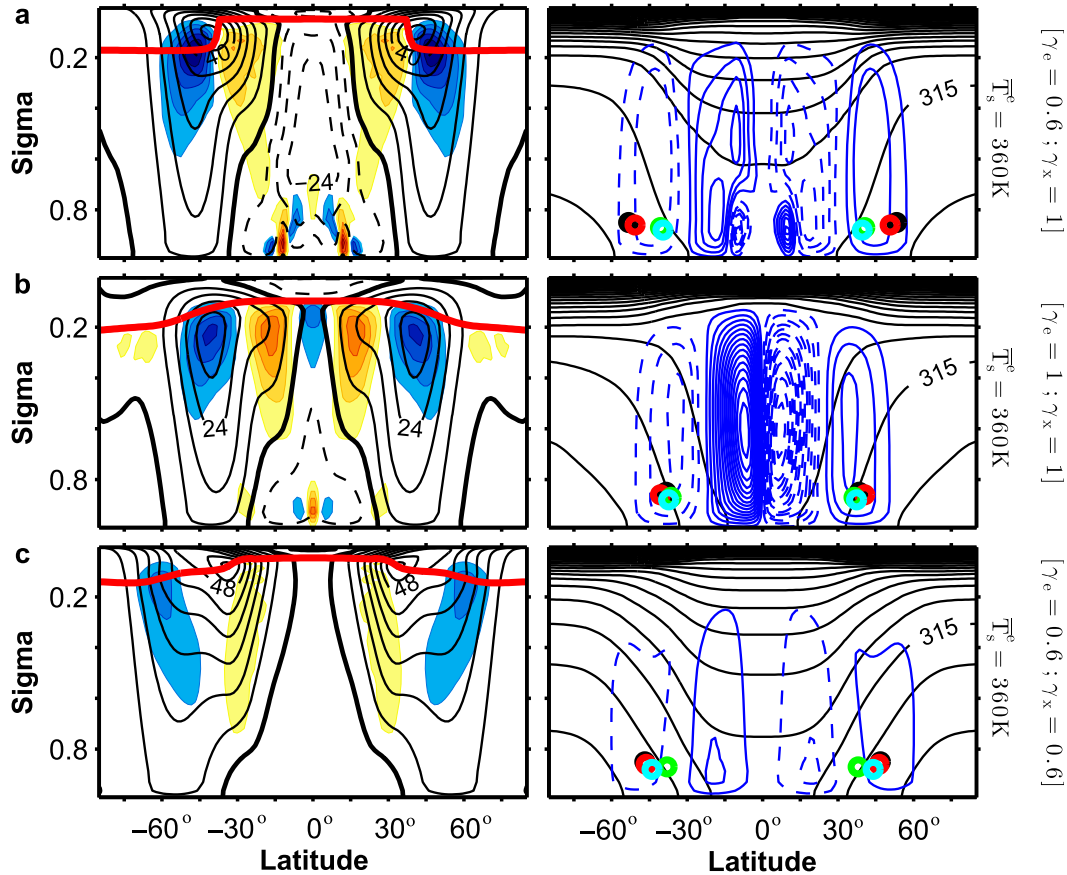 a
0.2
0.8
Sigma
40
40
−24
315
T̅ₛᵉ = 360K
[γₑ = 0.6 ; γₓ = 1]
b
0.2
0.8
Sigma
24
24
315
T̅ₛᵉ = 360K
[γₑ = 1 ; γₓ = 1]
c
0.2
0.8
Sigma
48
48
315
T̅ₛᵉ = 360K
[γₑ = 0.6 ; γₓ = 0.6]
−60° −30° 0° 30° 60°
−60° −30° 0° 30° 60°
Latitude
Latitude